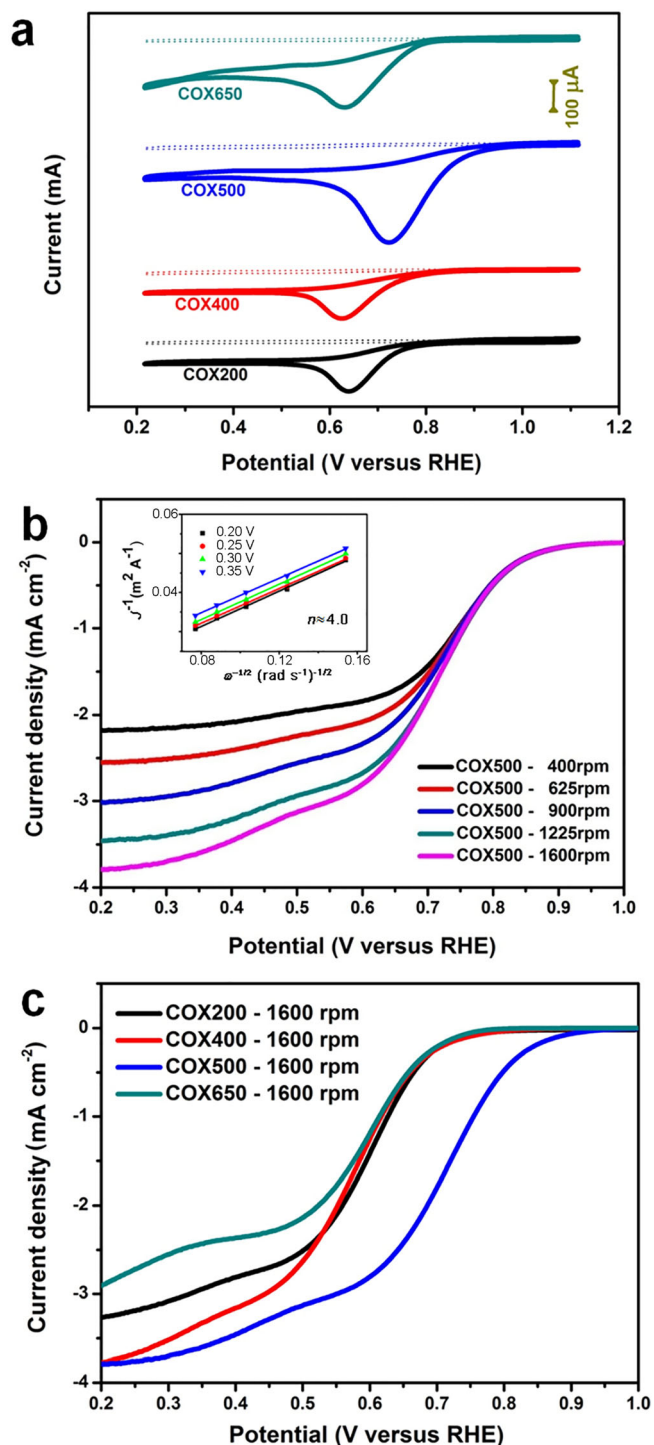 a
COX650
100 μA
COX500
COX400
COX200
Current (mA)
0.2 0.4 0.6 0.8 1.0 1.2
Potential (V versus RHE)
b
0.06
0.04
J⁻¹(m² A⁻¹)
0.20 V
0.25 V
0.30 V
0.35 V
n≈4.0
0.08 0.12 0.16
ω⁻¹/² (rad s⁻¹)⁻¹/²
0
-1
-2
-3
-4
Current density (mA cm⁻²)
COX500 - 400rpm
COX500 - 625rpm
COX500 - 900rpm
COX500 - 1225rpm
COX500 - 1600rpm
0.2 0.3 0.4 0.5 0.6 0.7 0.8 0.9 1.0
Potential (V versus RHE)
c
COX200 - 1600 rpm
COX400 - 1600 rpm
COX500 - 1600 rpm
COX650 - 1600 rpm
0
-1
-2
-3
-4
Current density (mA cm⁻²)
0.2 0.3 0.4 0.5 0.6 0.7 0.8 0.9 1.0
Potential (V versus RHE)